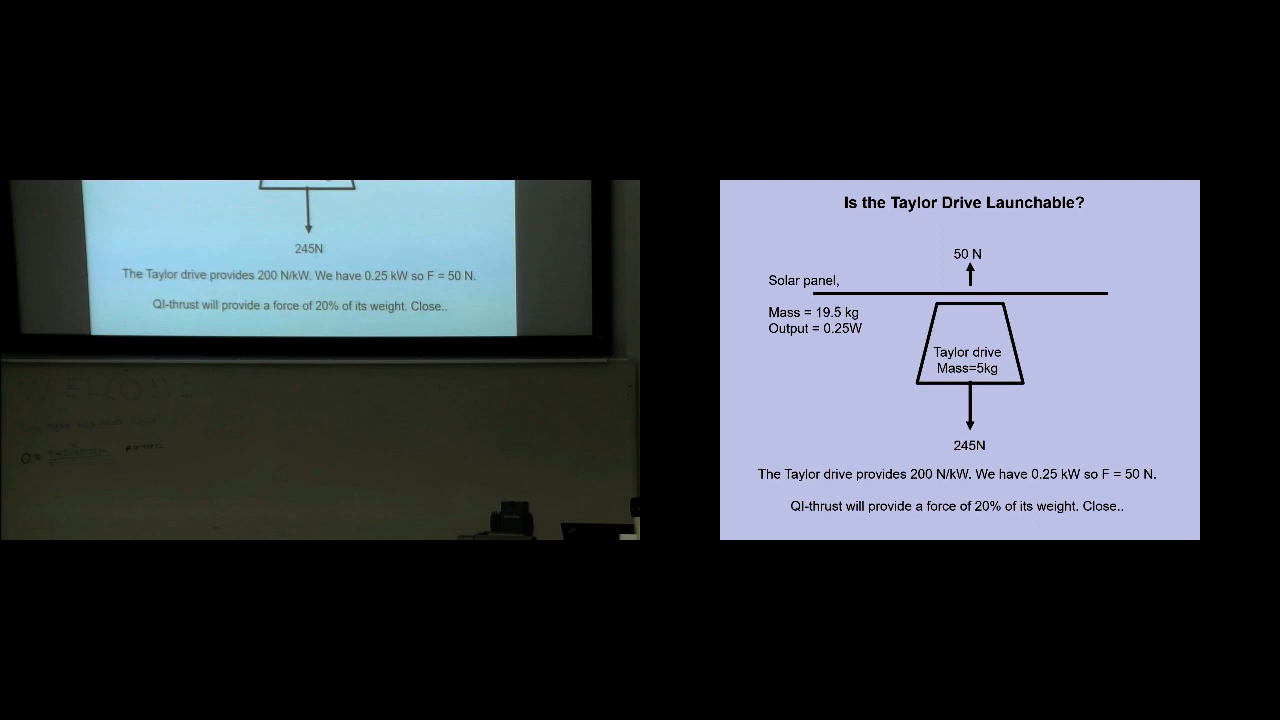 245N
The Taylor drive provides 200 N/kW. We have 0.25 kW so F = 50 N.
QI-thrust will provide a force of 20% of its weight. Close..
WELCOME
Is the Taylor Drive Launchable?
50 N
Solar panel,
Mass = 19.5 kg
Output = 0.25W
Taylor drive
Mass=5kg
245N
The Taylor drive provides 200 N/kW. We have 0.25 kW so F = 50 N.
QI-thrust will provide a force of 20% of its weight. Close..